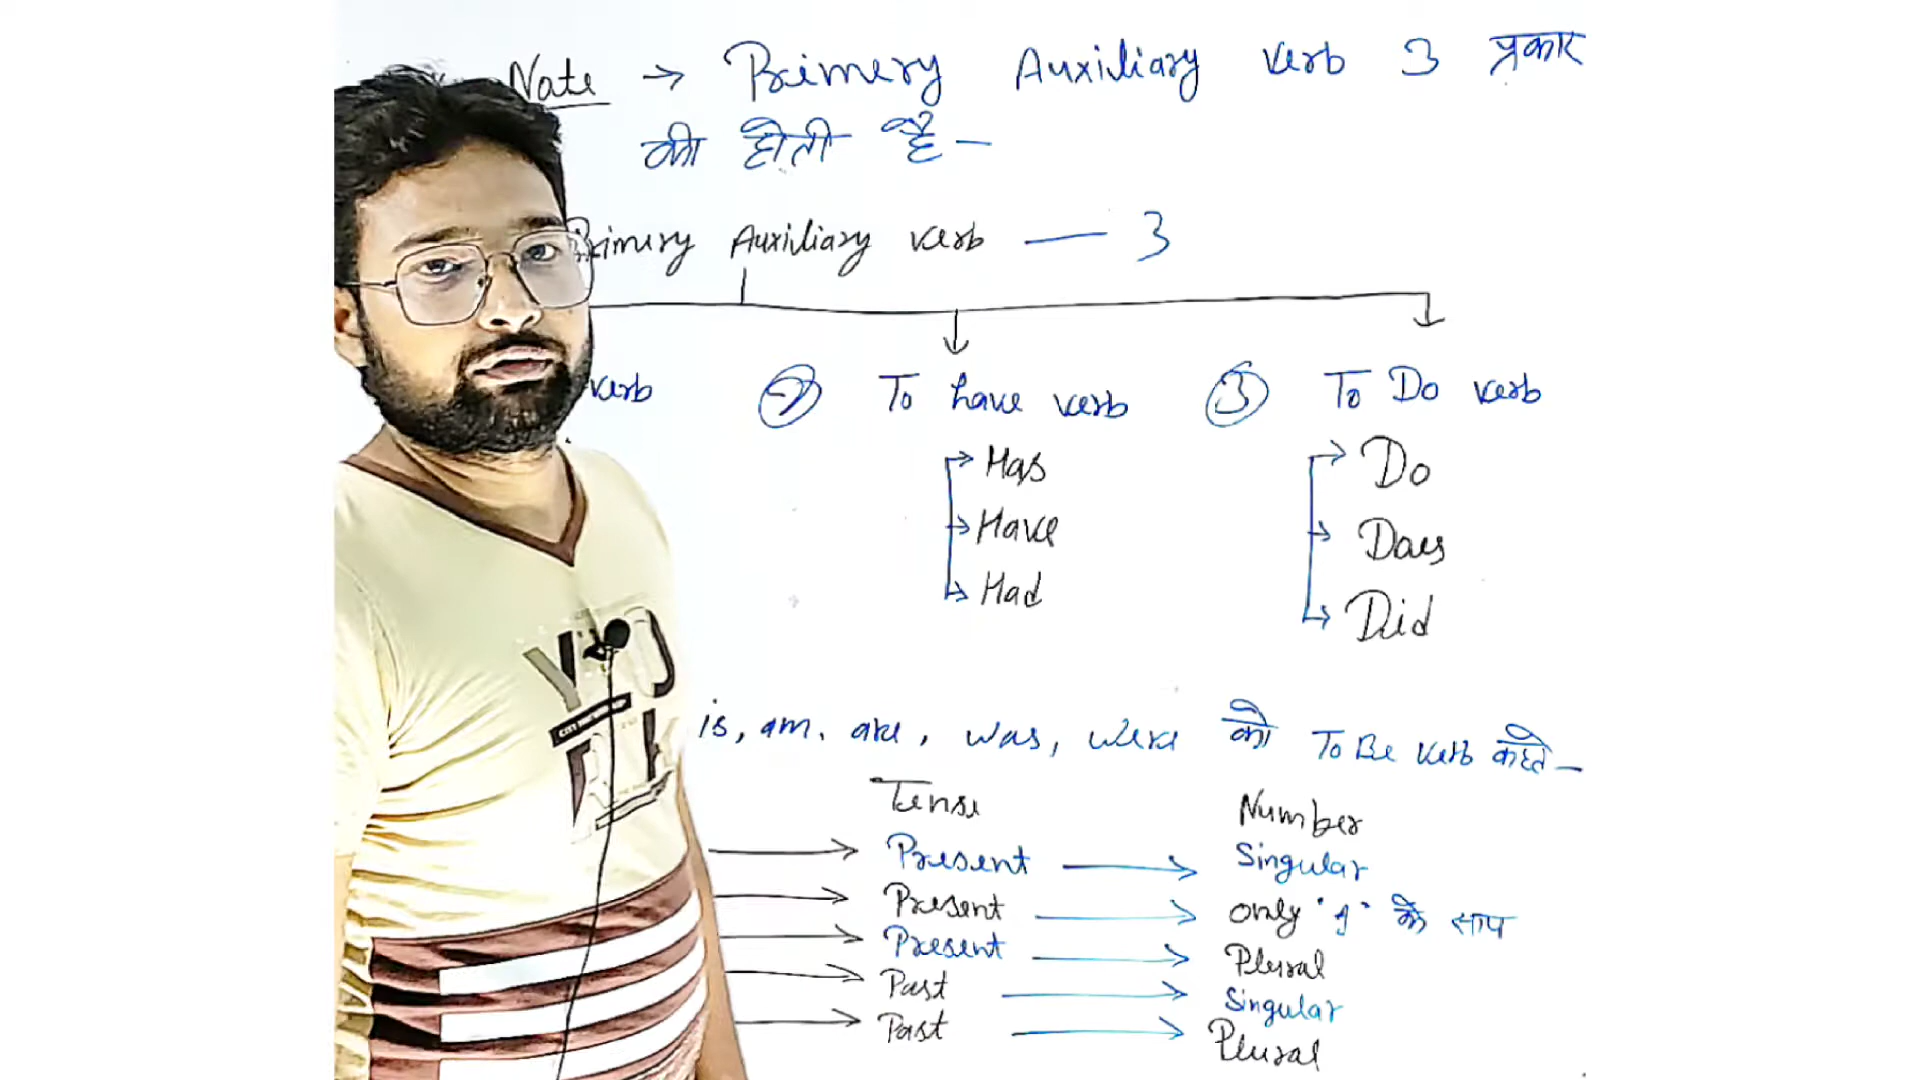 Note → Primery Auxiliary verb 3 प्रकार
की होती है –
Primery Auxiliary verb — 3
verb
② To have verb
③ To Do verb
Has
Have
Had
Do
Does
Did
is, am, are, was, were को To Be verb कहते –
Tense Number
→ Present → Singular
→ Present → Only "I" के साथ
→ Present → Plural
→ Past → Singular
→ Past → Plural